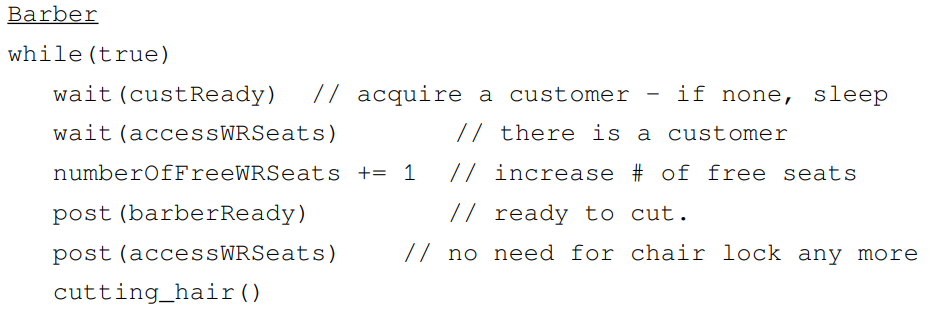 Barber
while(true)
wait(custReady) // acquire a customer – if none, sleep
wait(accessWRSeats) // there is a customer
numberOfFreeWRSeats += 1 // increase # of free seats
post(barberReady) // ready to cut.
post(accessWRSeats) // no need for chair lock any more
cutting_hair()